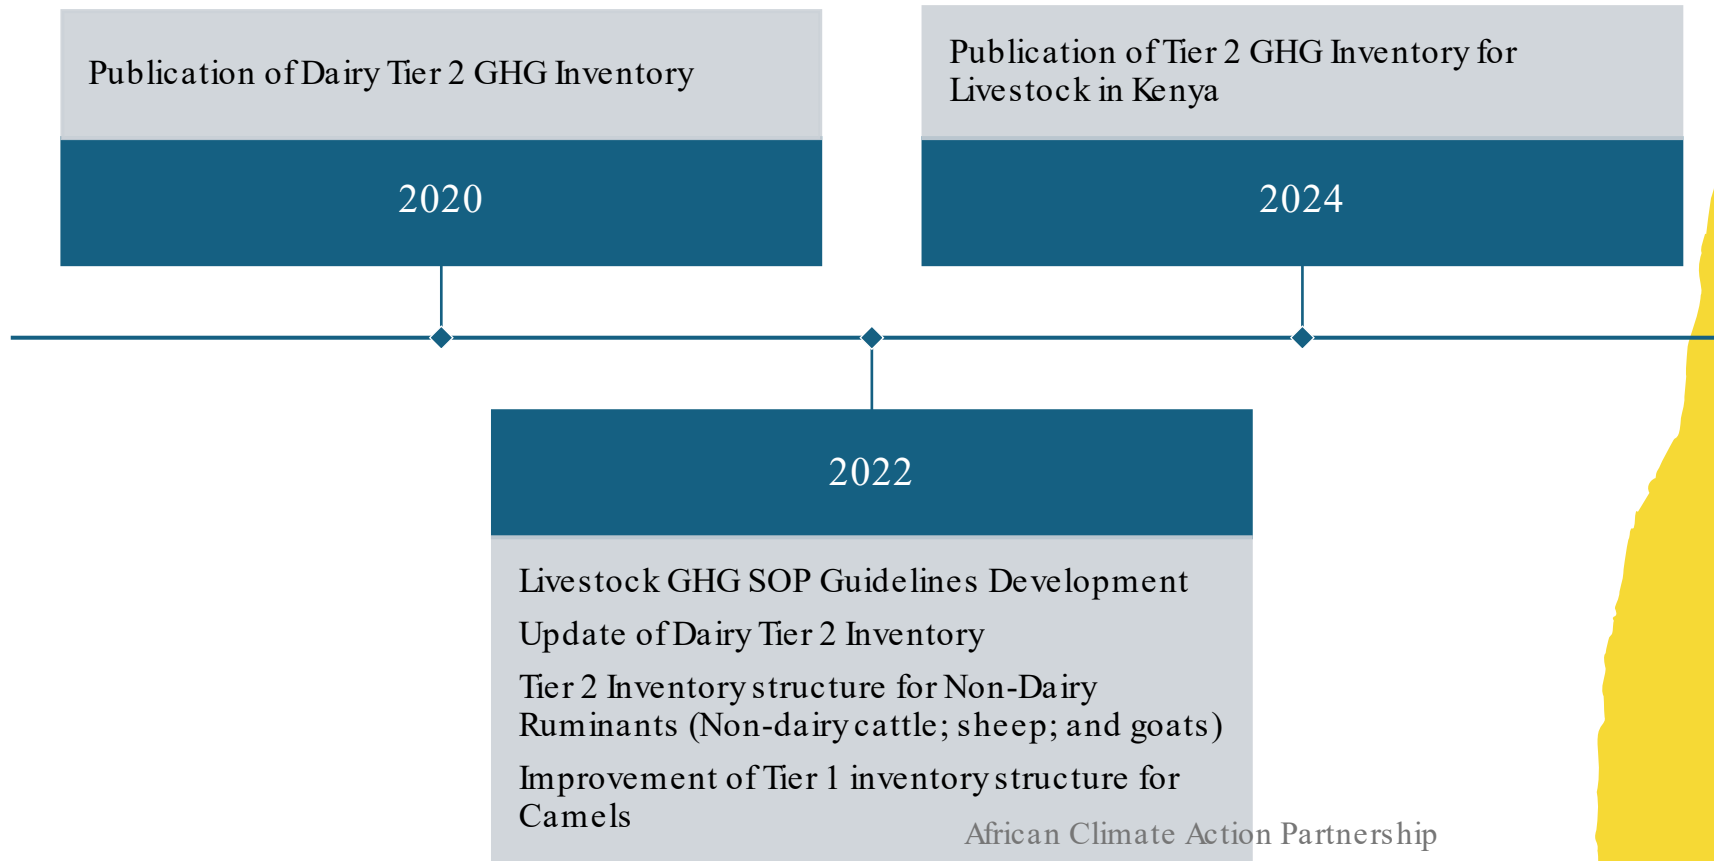 Publication of Dairy Tier 2 GHG Inventory
2020
Publication of Tier 2 GHG Inventory for
Livestock in Kenya
2024
2022
Livestock GHG SOP Guidelines Development
Update of Dairy Tier 2 Inventory
Tier 2 Inventory structure for Non-Dairy
Ruminants (Non-dairy cattle; sheep; and goats)
Improvement of Tier 1 inventory structure for
Camels
African Climate Action Partnership